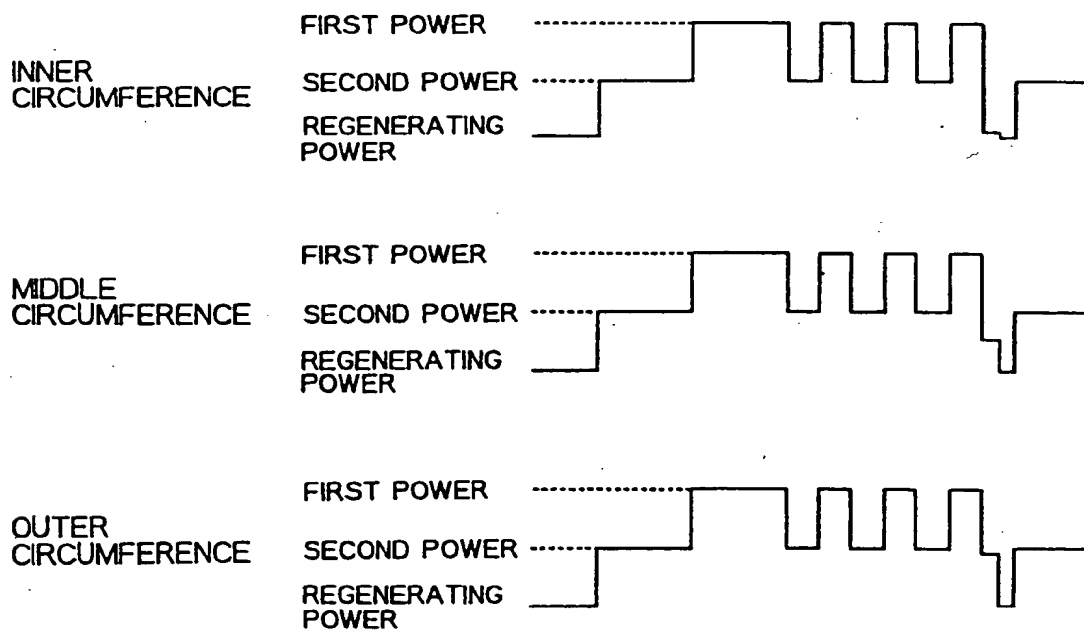 FIRST POWER
INNER
CIRCUMFERENCE
SECOND POWER
REGENERATING
POWER
FIRST POWER
MIDDLE
CIRCUMFERENCE
SECOND POWER
REGENERATING
POWER
FIRST POWER
OUTER
CIRCUMFERENCE
SECOND POWER
REGENERATING
POWER